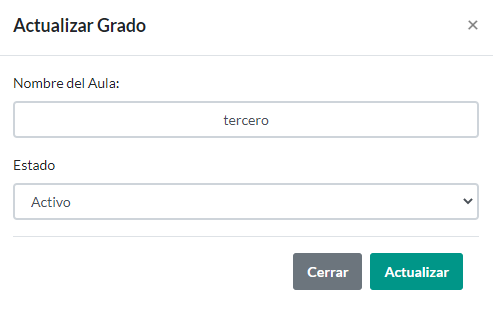 Actualizar Grado ×
Nombre del Aula:
tercero
Estado
Activo
Cerrar Actualizar